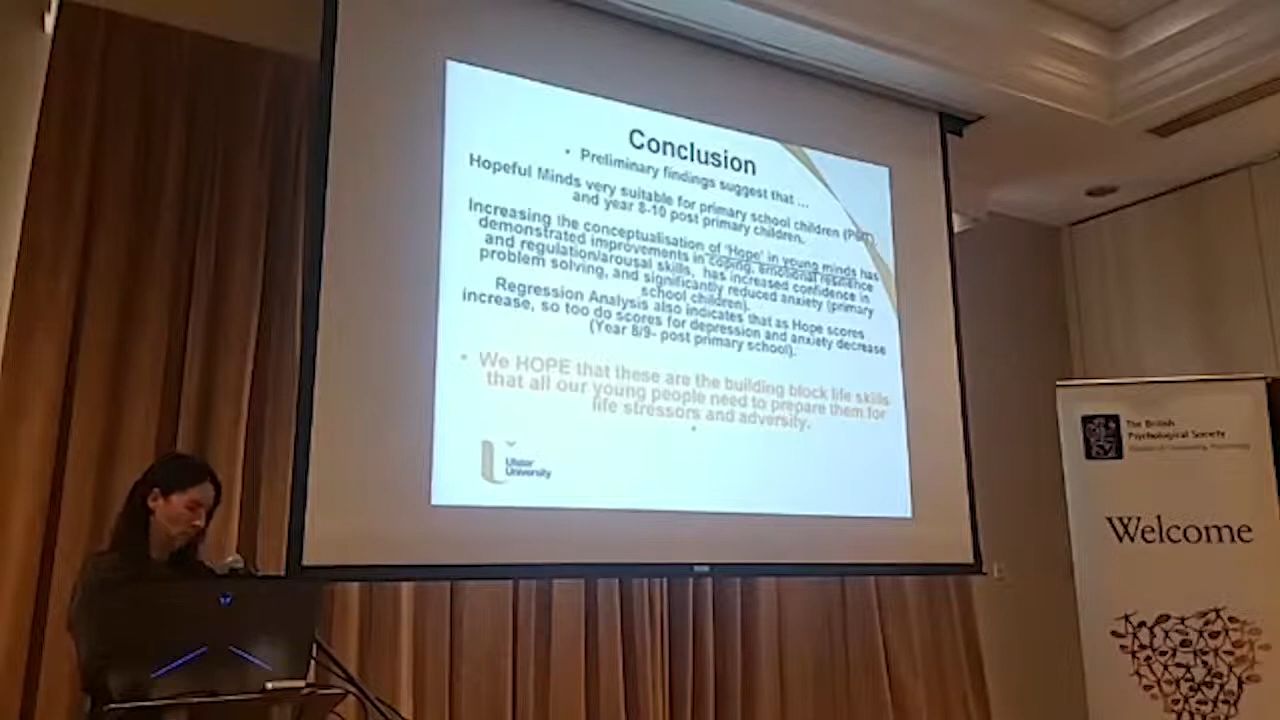 Conclusion
• Preliminary findings suggest that ...
Hopeful Minds very suitable for primary school children
and year 8-10 post primary children.
Increasing the conceptualisation of 'Hope' in young minds has
demonstrated improvements in coping, emotional resilience
and regulation/arousal skills, has increased confidence in
problem solving, and significantly reduced anxiety (primary
school children).
Regression Analysis also indicates that as Hope scores
increase, so too do scores for depression and anxiety decrease
(Year 8/9- post primary school).
• We HOPE that these are the building block life skills
that all our young people need to prepare them for
life stressors and adversity.
•
Ulster
University
The British
Psychological Society
Welcome